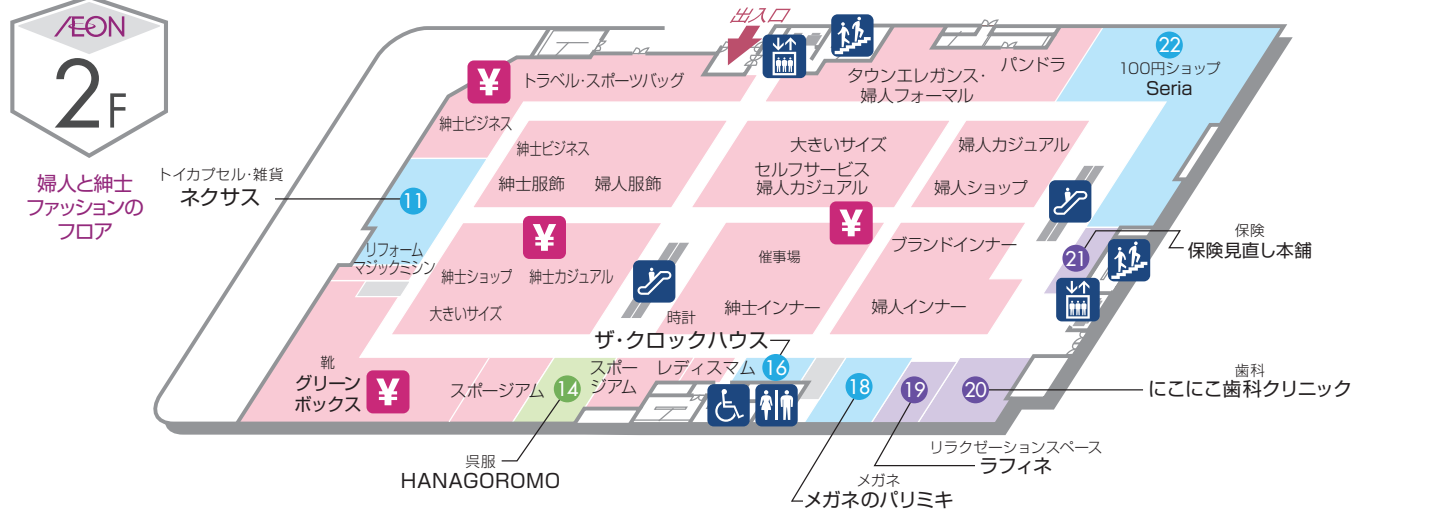 ÆON
2F
婦人と紳士
ファッションの
フロア
出入口
トラベル・スポーツバッグ
タウンエレガンス・
婦人フォーマル
パンドラ
22
100円ショップ
Seria
¥
紳士ビジネス
紳士ビジネス
紳士服飾
婦人服飾
大きいサイズ
セルフサービス
婦人カジュアル
婦人カジュアル
婦人ショップ
トイカプセル・雑貨
ネクサス
11
リフォーム
マジックミシン
¥
紳士ショップ
紳士カジュアル
大きいサイズ
¥
催事場
紳士インナー
ブランドインナー
婦人インナー
21
保険
保険見直し本舗
時計
ザ・クロックハウス
16
靴
グリーン
ボックス
¥
スポージアム
14
スポー
ジアム
レディスマム
18
19
20
歯科
にこにこ歯科クリニック
呉服
HANAGOROMO
リラクゼーションスペース
ラフィネ
メガネ
メガネのパリミキ